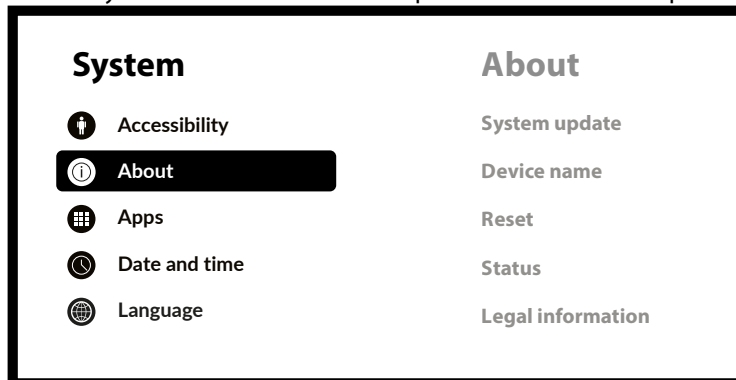 System
Accessibility
About
Apps
Date and time
Language
About
System update
Device name
Reset
Status
Legal information